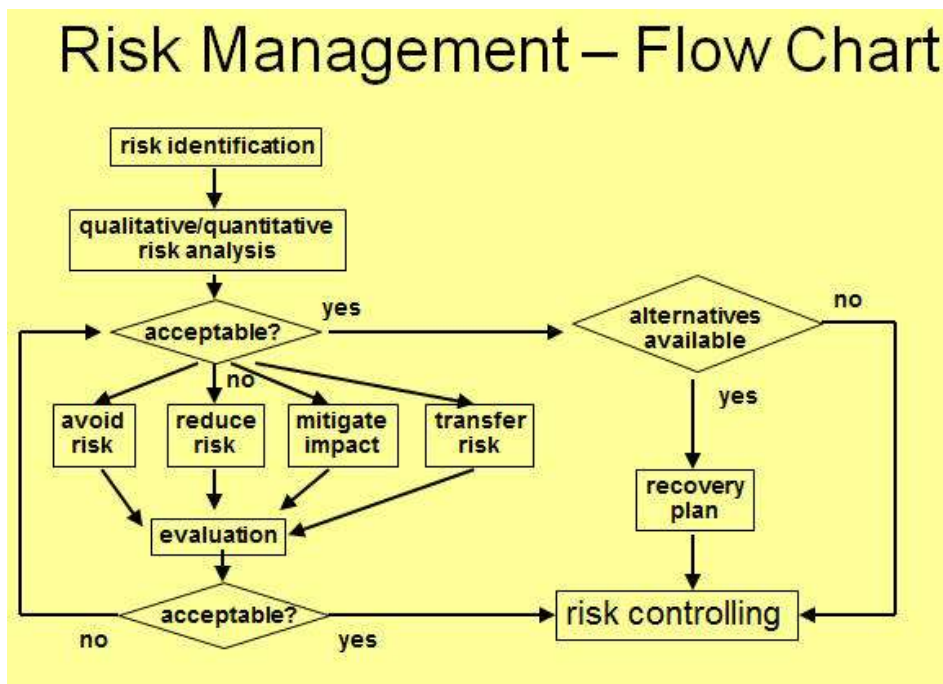 Risk Management – Flow Chart
risk identification
qualitative/quantitative
risk analysis
acceptable?
yes
alternatives
available
no
no
avoid
risk
reduce
risk
mitigate
impact
transfer
risk
yes
recovery
plan
evaluation
acceptable?
no
yes
risk controlling